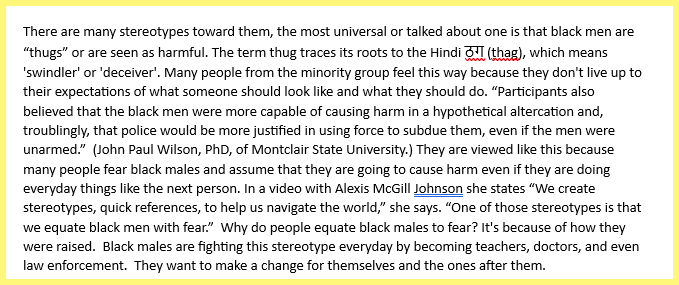 There are many stereotypes toward them, the most universal or talked about one is that black men are
“thugs” or are seen as harmful. The term thug traces its roots to the Hindi ठग (thag), which means
'swindler' or 'deceiver'. Many people from the minority group feel this way because they don't live up to
their expectations of what someone should look like and what they should do. “Participants also
believed that the black men were more capable of causing harm in a hypothetical altercation and,
troublingly, that police would be more justified in using force to subdue them, even if the men were
unarmed.”  (John Paul Wilson, PhD, of Montclair State University.) They are viewed like this because
many people fear black males and assume that they are going to cause harm even if they are doing
everyday things like the next person. In a video with Alexis McGill Johnson she states “We create
stereotypes, quick references, to help us navigate the world,” she says. “One of those stereotypes is that
we equate black men with fear.”  Why do people equate black males to fear? It's because of how they
were raised.  Black males are fighting this stereotype everyday by becoming teachers, doctors, and even
law enforcement.  They want to make a change for themselves and the ones after them.